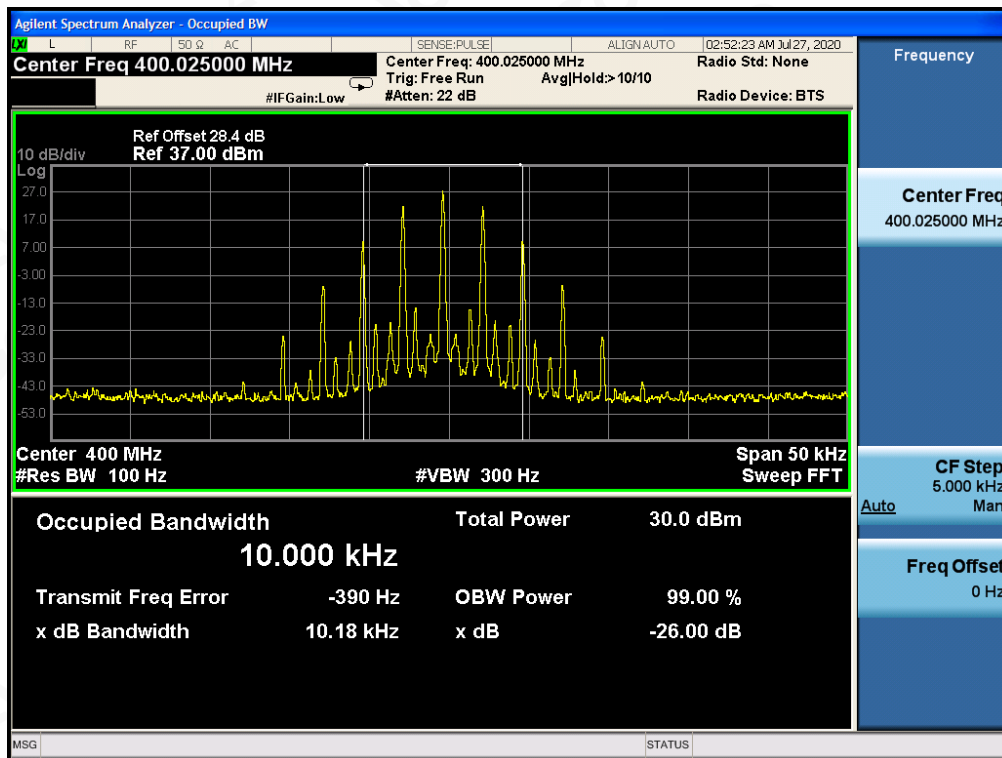 Agilent Spectrum Analyzer - Occupied BW
LXI L RF 50 Ω AC SENSE:PULSE ALIGN AUTO 02:52:23 AM Jul 27, 2020
Center Freq 400.025000 MHz
Center Freq: 400.025000 MHz Radio Std: None
Trig: Free Run Avg|Hold:>10/10
#IFGain:Low #Atten: 22 dB Radio Device: BTS
Ref Offset 28.4 dB
10 dB/div Ref 37.00 dBm
Log
27.0
17.0
7.00
-3.00
-13.0
-23.0
-33.0
-43.0
-53.0
Center 400 MHz Span 50 kHz
#Res BW 100 Hz #VBW 300 Hz Sweep FFT
Occupied Bandwidth Total Power 30.0 dBm
10.000 kHz
Transmit Freq Error -390 Hz OBW Power 99.00 %
x dB Bandwidth 10.18 kHz x dB -26.00 dB
MSG STATUS
Frequency
Center Freq
400.025000 MHz
CF Step
5.000 kHz
Auto Man
Freq Offset
0 Hz